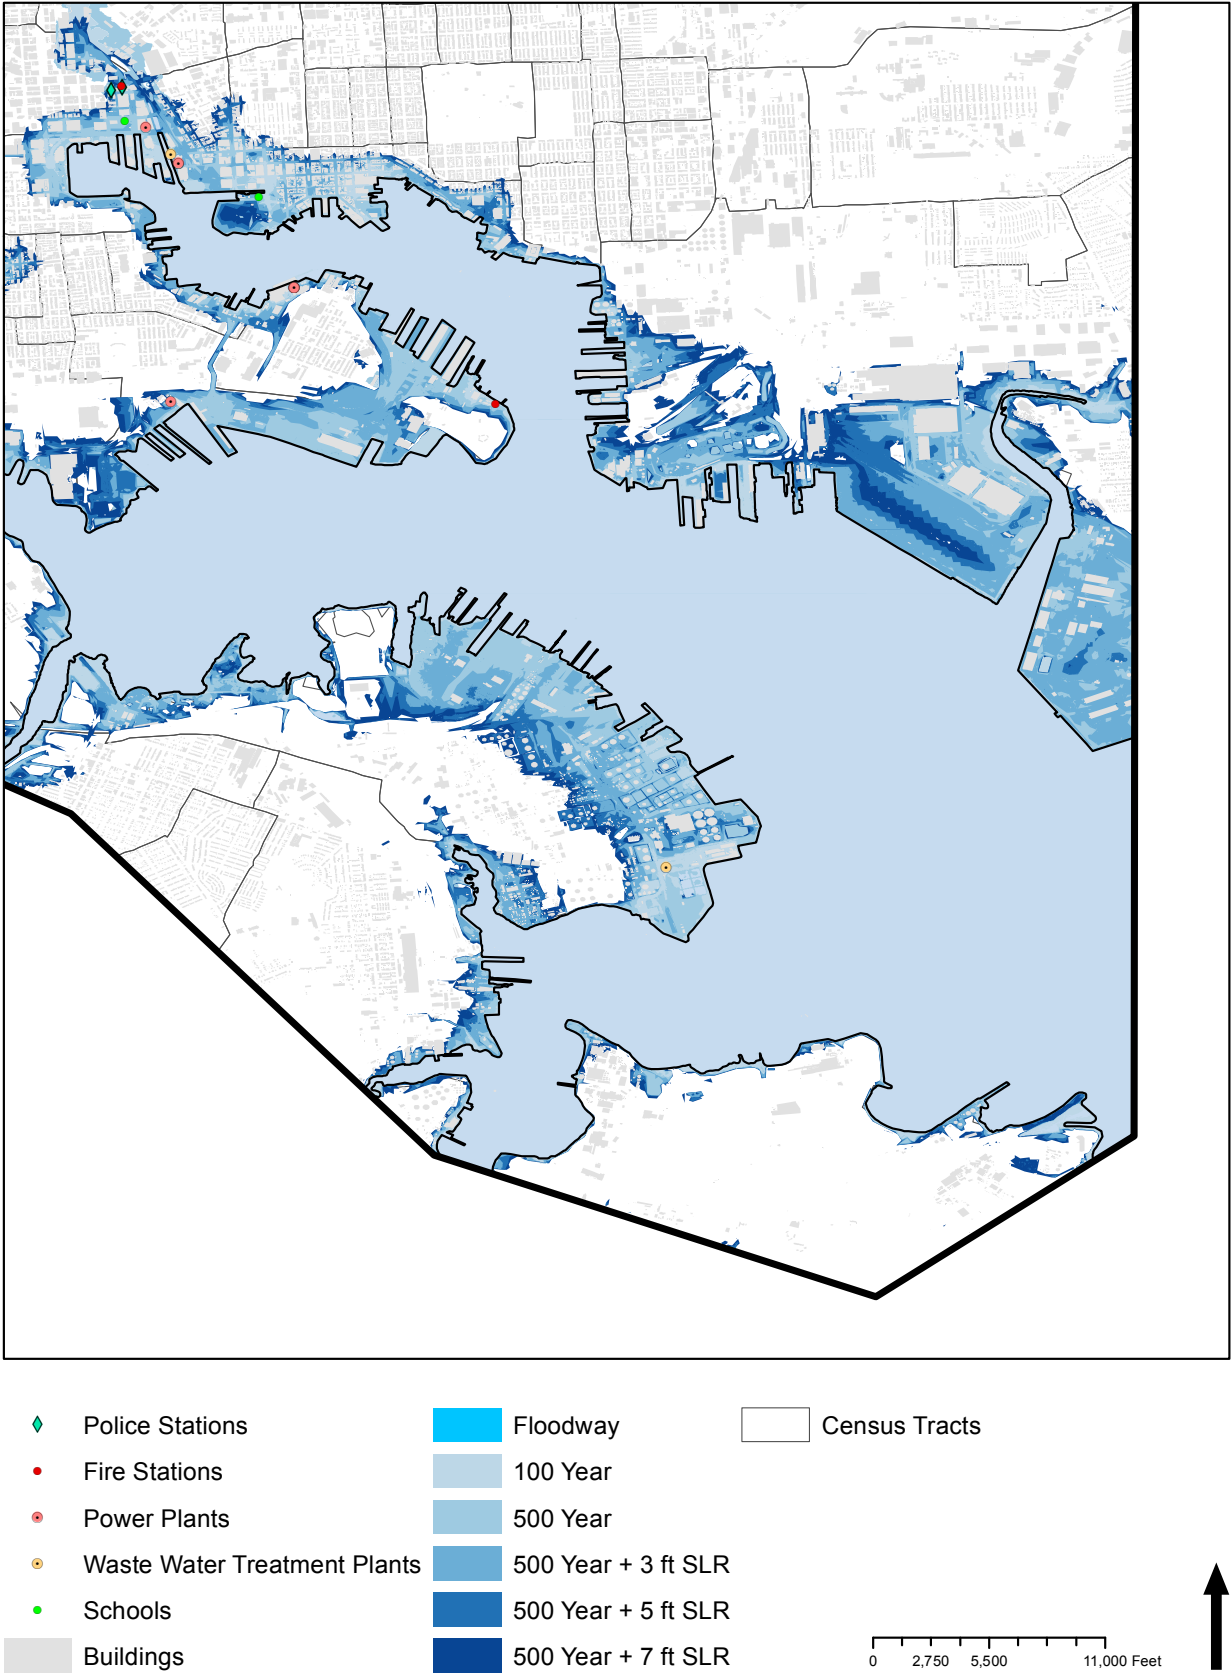 Police Stations
Fire Stations
Power Plants
Waste Water Treatment Plants
Schools
Buildings
Floodway
100 Year
500 Year
500 Year + 3 ft SLR
500 Year + 5 ft SLR
500 Year + 7 ft SLR
Census Tracts
0 2,750 5,500 11,000 Feet